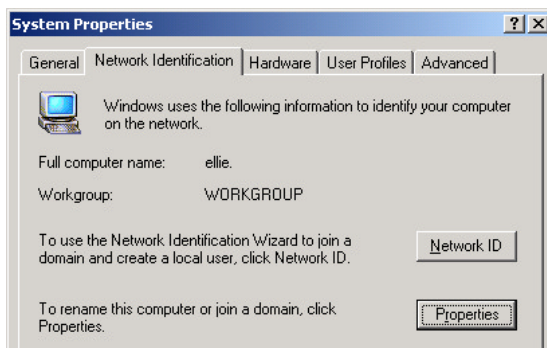 System Properties
General Network Identification Hardware User Profiles Advanced
Windows uses the following information to identify your computer
on the network.
Full computer name: ellie.
Workgroup: WORKGROUP
To use the Network Identification Wizard to join a
domain and create a local user, click Network ID.
Network ID
To rename this computer or join a domain, click
Properties.
Properties